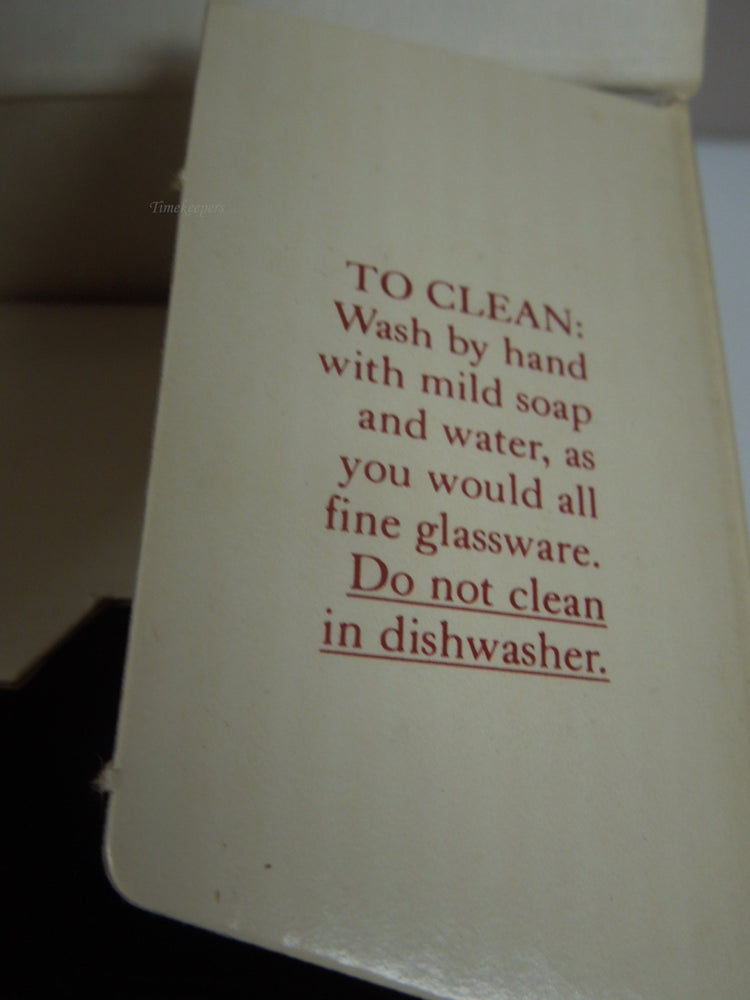 Timekeepers
TO CLEAN:
Wash by hand
with mild soap
and water, as
you would all
fine glassware.
Do not clean
in dishwasher.